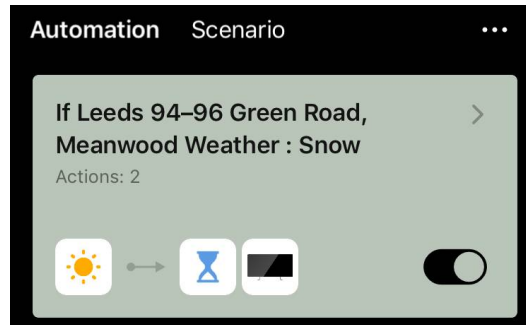 Automation Scenario
If Leeds 94–96 Green Road,
Meanwood Weather : Snow
Actions: 2